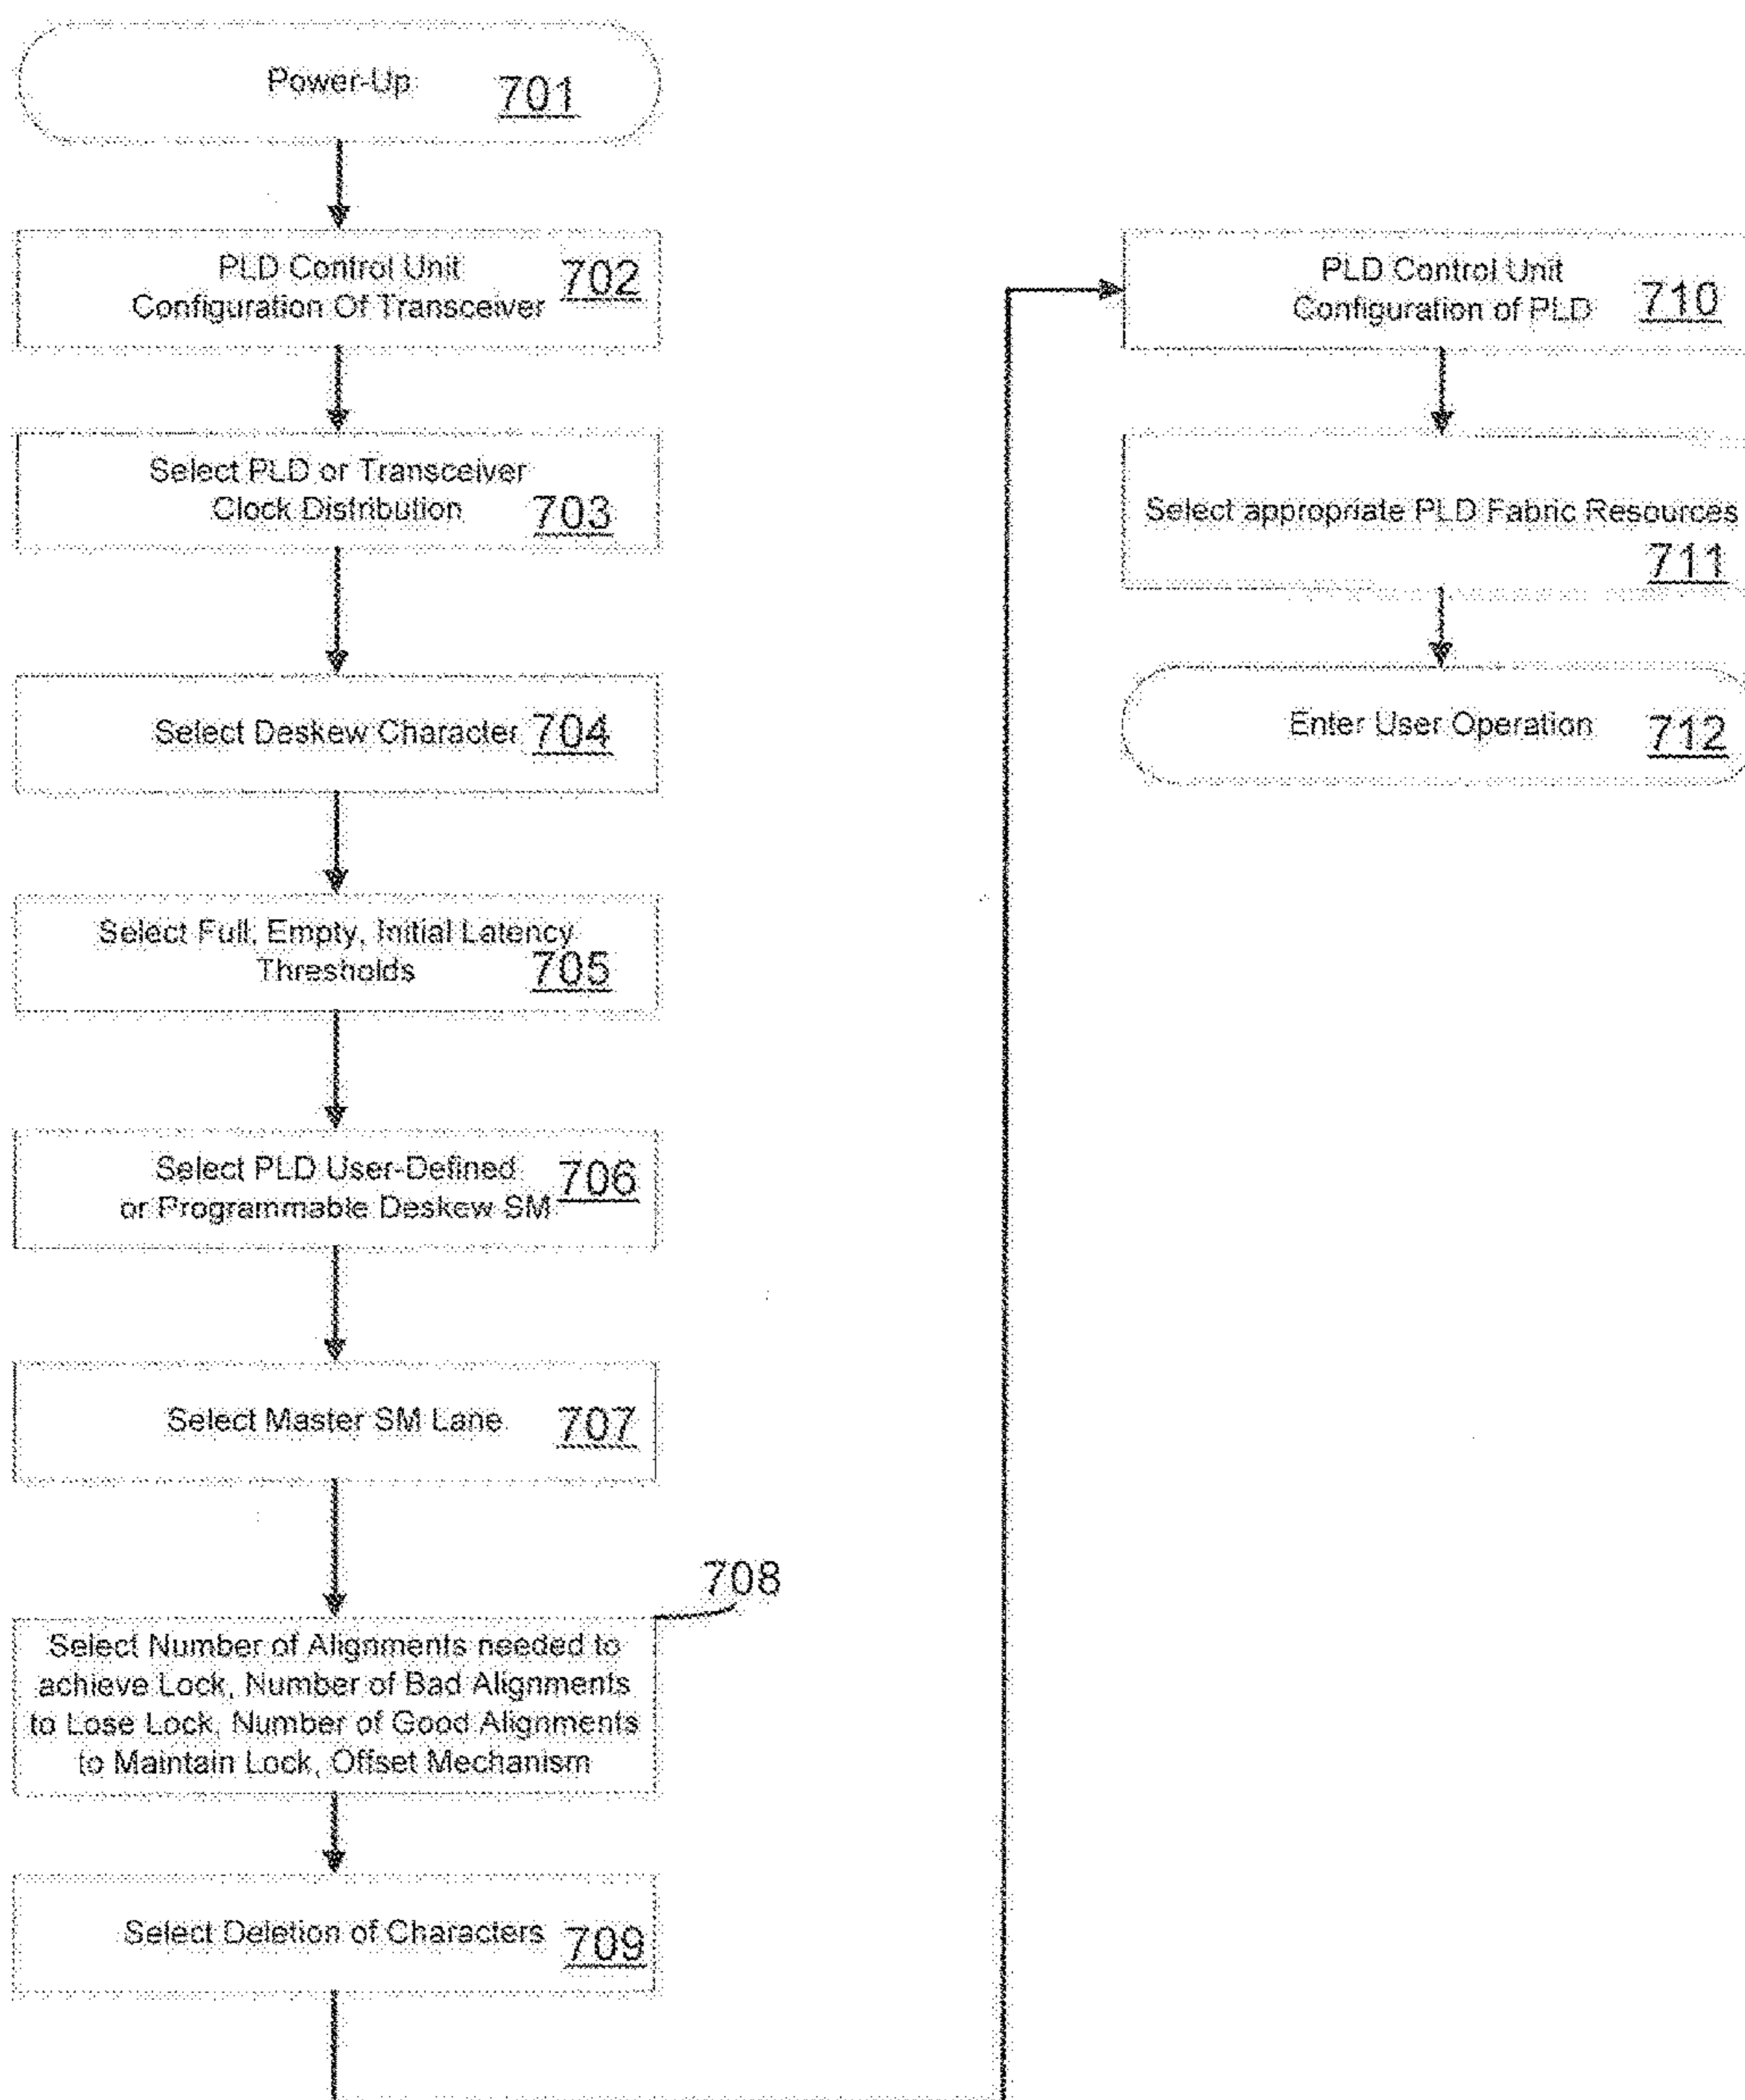 Power-Up 701
PLD Control Unit
Configuration Of Transceiver 702
Select PLD or Transceiver
Clock Distribution 703
Select Deskew Character 704
Select Full, Empty, Initial Latency
Thresholds 705
Select PLD User-Defined
or Programmable Deskew SM 706
Select Master SM Lane 707
708
Select Number of Alignments needed to
achieve Lock, Number of Bad Alignments
to Lose Lock, Number of Good Alignments
to Maintain Lock, Offset Mechanism
Select Deletion of Characters 709
PLD Control Unit
Configuration of PLD 710
Select appropriate PLD Fabric Resources
711
Enter User Operation 712